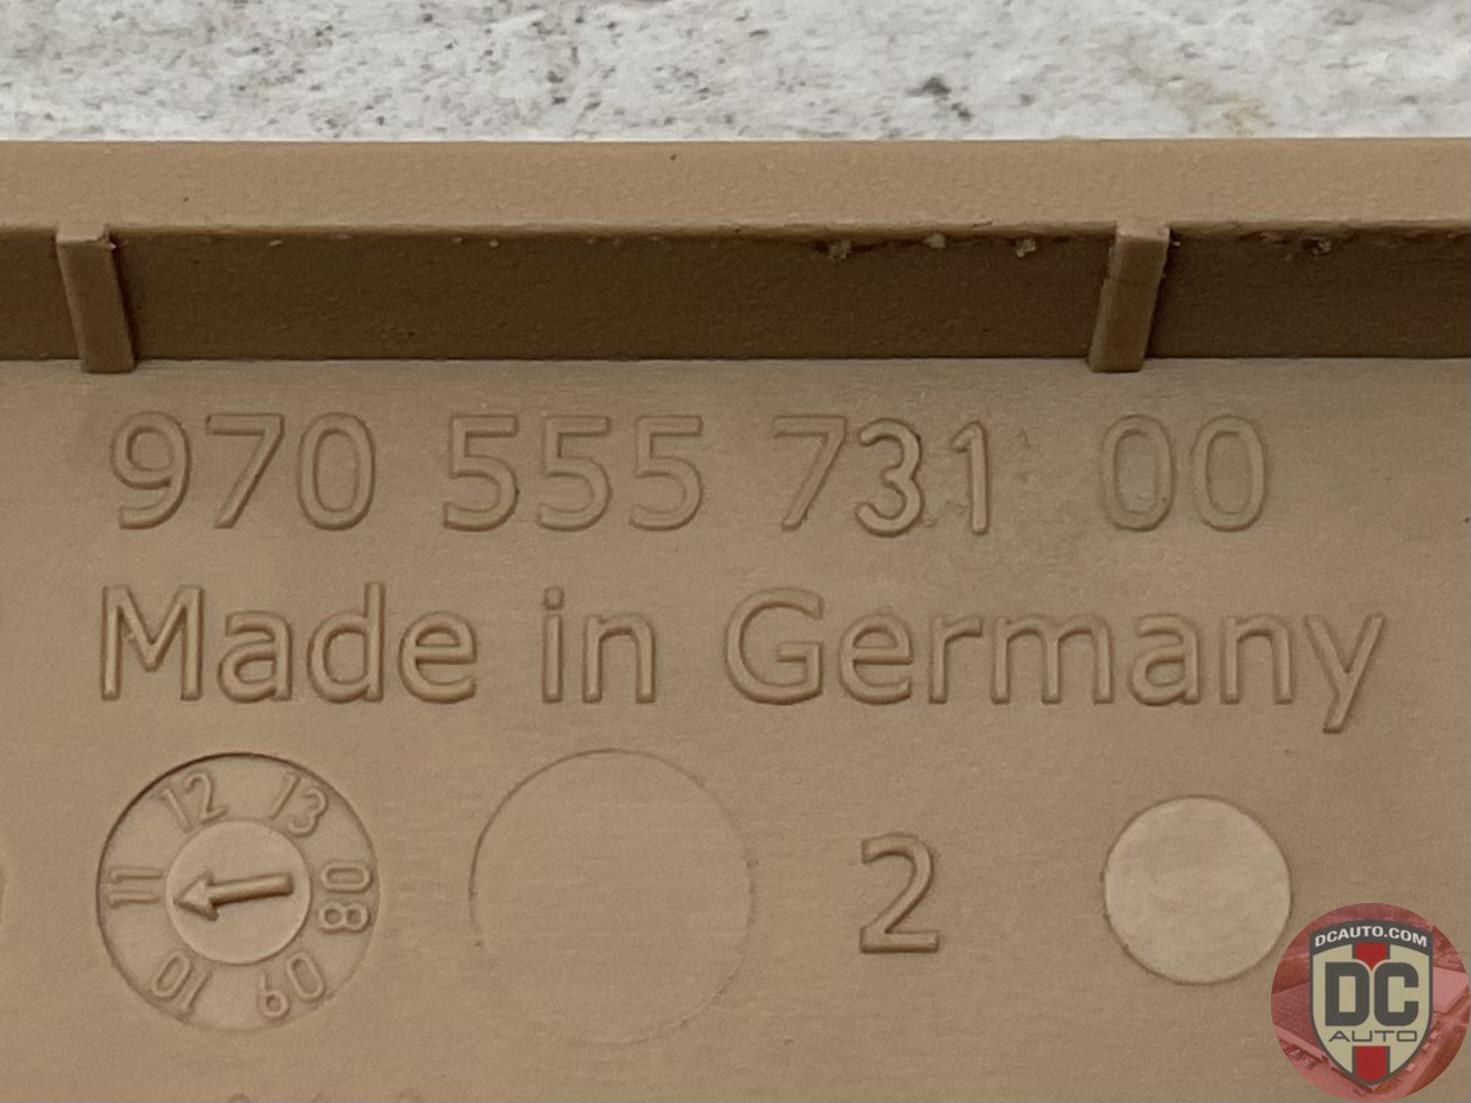 970 555 731 00
Made in Germany
12 13
11 08
10 09
2
DCAUTO.COM
DC
AUTO